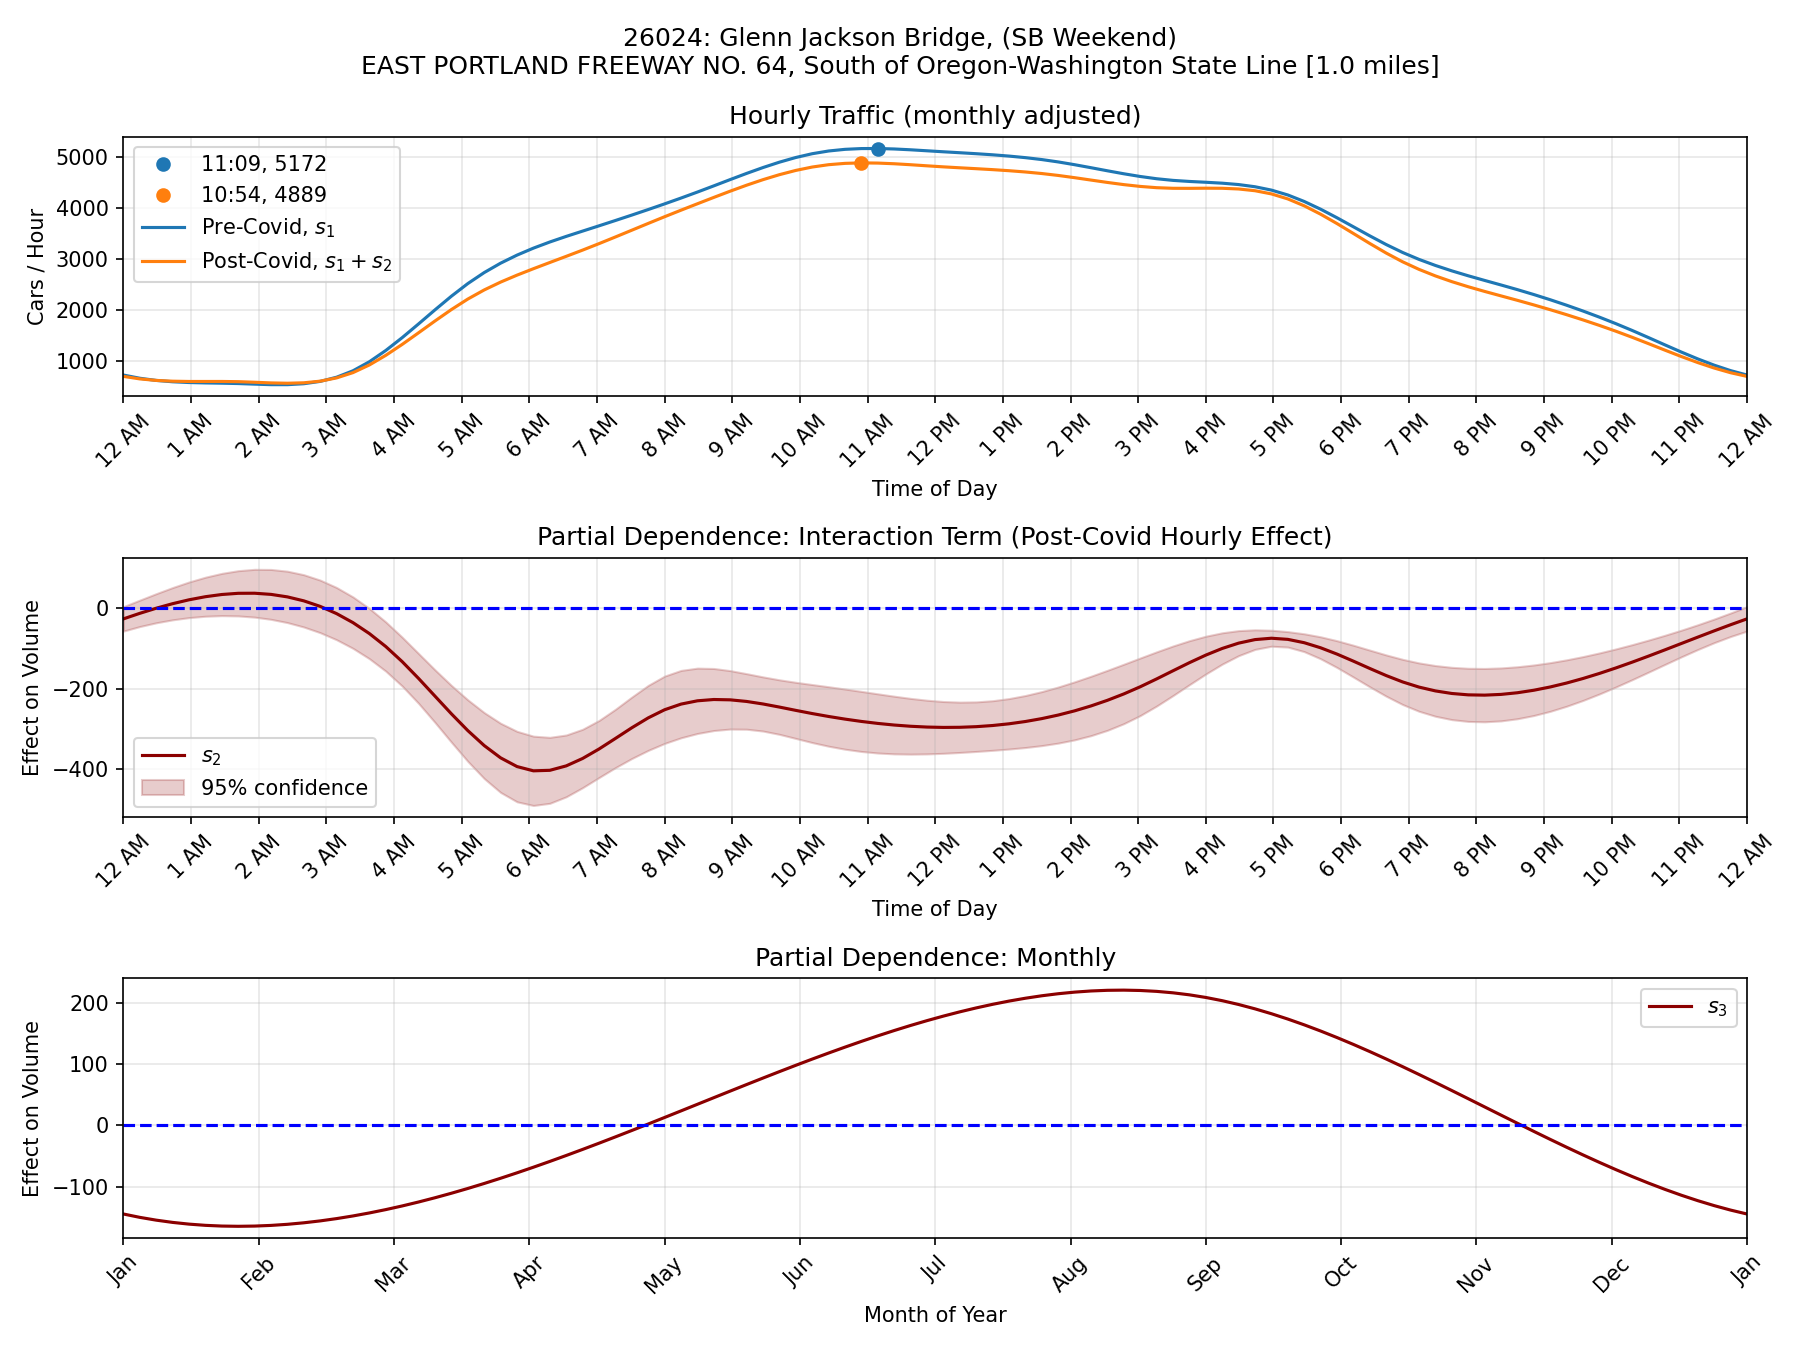 26024: Glenn Jackson Bridge, (SB Weekend)
EAST PORTLAND FREEWAY NO. 64, South of Oregon-Washington State Line [1.0 miles]
Hourly Traffic (monthly adjusted)
Cars / Hour
5000
4000
3000
2000
1000
11:09, 5172
10:54, 4889
Pre-Covid, s₁
Post-Covid, s₁ + s₂
12 AM 1 AM 2 AM 3 AM 4 AM 5 AM 6 AM 7 AM 8 AM 9 AM 10 AM 11 AM 12 PM 1 PM 2 PM 3 PM 4 PM 5 PM 6 PM 7 PM 8 PM 9 PM 10 PM 11 PM 12 AM
Time of Day
Partial Dependence: Interaction Term (Post-Covid Hourly Effect)
Effect on Volume
0
−200
−400
s₂
95% confidence
12 AM 1 AM 2 AM 3 AM 4 AM 5 AM 6 AM 7 AM 8 AM 9 AM 10 AM 11 AM 12 PM 1 PM 2 PM 3 PM 4 PM 5 PM 6 PM 7 PM 8 PM 9 PM 10 PM 11 PM 12 AM
Time of Day
Partial Dependence: Monthly
Effect on Volume
200
100
0
−100
s₃
Jan Feb Mar Apr May Jun Jul Aug Sep Oct Nov Dec Jan
Month of Year